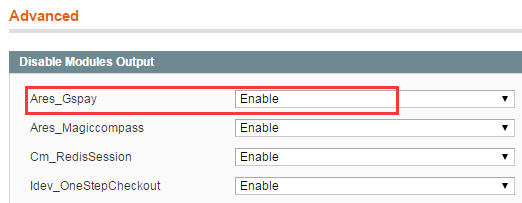 Advanced
Disable Modules Output
Ares_Gspay Enable
Ares_Magiccompass Enable
Cm_RedisSession Enable
Idev_OneStepCheckout Enable